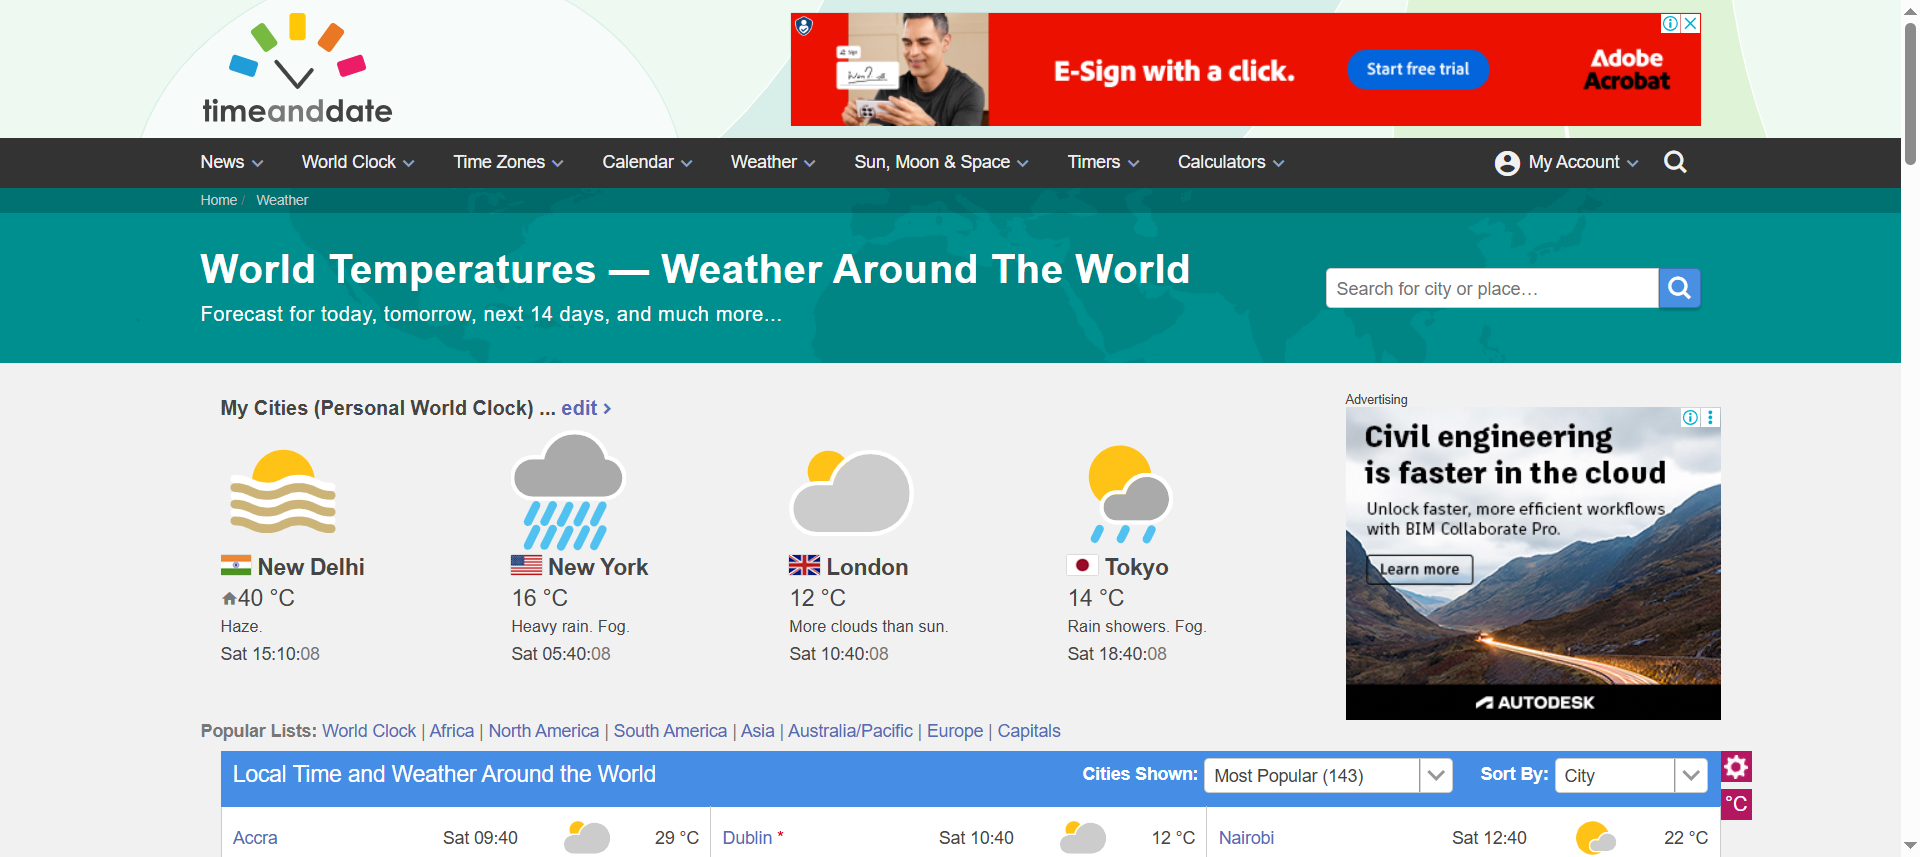 timeanddate
E-Sign with a click.
Start free trial
Adobe
Acrobat
News
World Clock
Time Zones
Calendar
Weather
Sun, Moon & Space
Timers
Calculators
My Account
Home / Weather
World Temperatures — Weather Around The World
Forecast for today, tomorrow, next 14 days, and much more...
Search for city or place…
My Cities (Personal World Clock) ... edit
New Delhi
40 °C
Haze.
Sat 15:10:08
New York
16 °C
Heavy rain. Fog.
Sat 05:40:08
London
12 °C
More clouds than sun.
Sat 10:40:08
Tokyo
14 °C
Rain showers. Fog.
Sat 18:40:08
Advertising
Civil engineering
is faster in the cloud
Unlock faster, more efficient workflows
with BIM Collaborate Pro.
Learn more
AUTODESK
Popular Lists: World Clock | Africa | North America | South America | Asia | Australia/Pacific | Europe | Capitals
Local Time and Weather Around the World
Cities Shown: Most Popular (143)
Sort By: City
°C
Accra Sat 09:40 29 °C
Dublin * Sat 10:40 12 °C
Nairobi Sat 12:40 22 °C